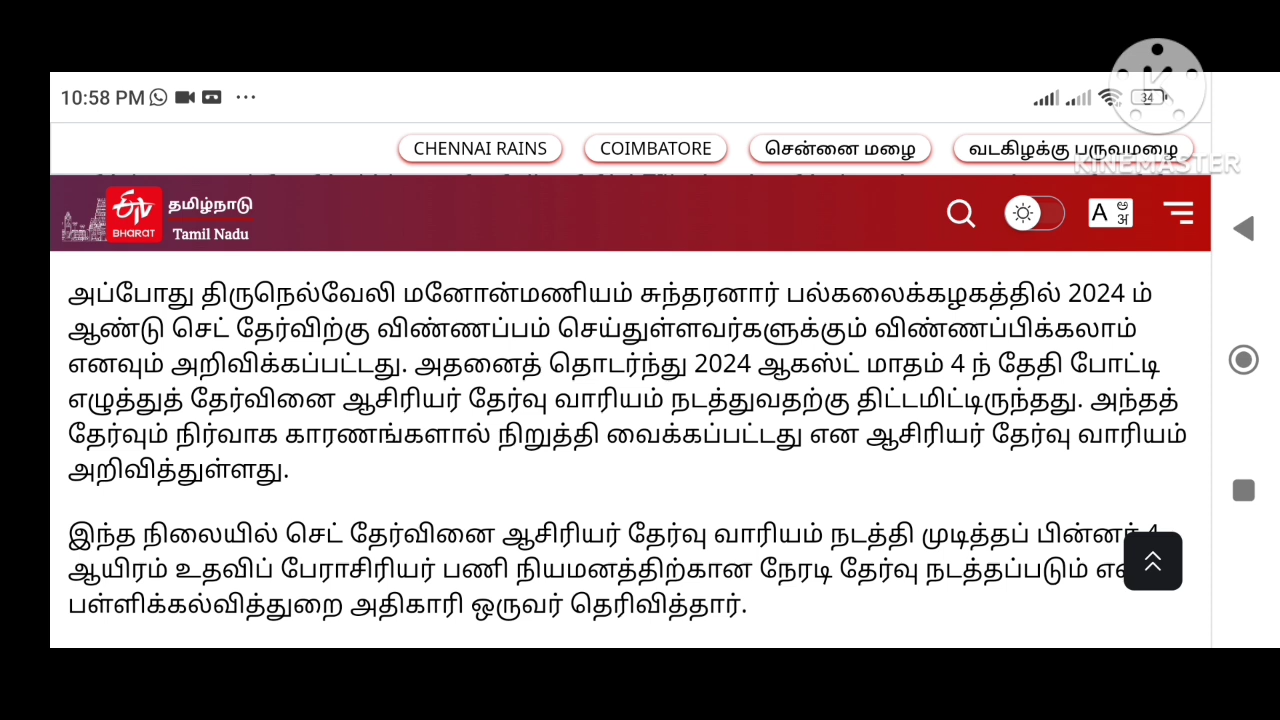 10:58 PM
34
CHENNAI RAINS
COIMBATORE
சென்னை மழை
வடகிழக்கு பருவமழை
KINEMASTER
தமிழ்நாடு
BHARAT
Tamil Nadu
அப்போது திருநெல்வேலி மனோன்மணியம் சுந்தரனார் பல்கலைக்கழகத்தில் 2024 ம்
ஆண்டு செட் தேர்விற்கு விண்ணப்பம் செய்துள்ளவர்களுக்கும் விண்ணப்பிக்கலாம்
எனவும் அறிவிக்கப்பட்டது. அதனைத் தொடர்ந்து 2024 ஆகஸ்ட் மாதம் 4 ந் தேதி போட்டி
எழுத்துத் தேர்வினை ஆசிரியர் தேர்வு வாரியம் நடத்துவதற்கு திட்டமிட்டிருந்தது. அந்தத்
தேர்வும் நிர்வாக காரணங்களால் நிறுத்தி வைக்கப்பட்டது என ஆசிரியர் தேர்வு வாரியம்
அறிவித்துள்ளது.
இந்த நிலையில் செட் தேர்வினை ஆசிரியர் தேர்வு வாரியம் நடத்தி முடித்தப் பின்னர் 4
ஆயிரம் உதவிப் பேராசிரியர் பணி நியமனத்திற்கான நேரடி தேர்வு நடத்தப்படும்
பள்ளிக்கல்வித்துறை அதிகாரி ஒருவர் தெரிவித்தார்.